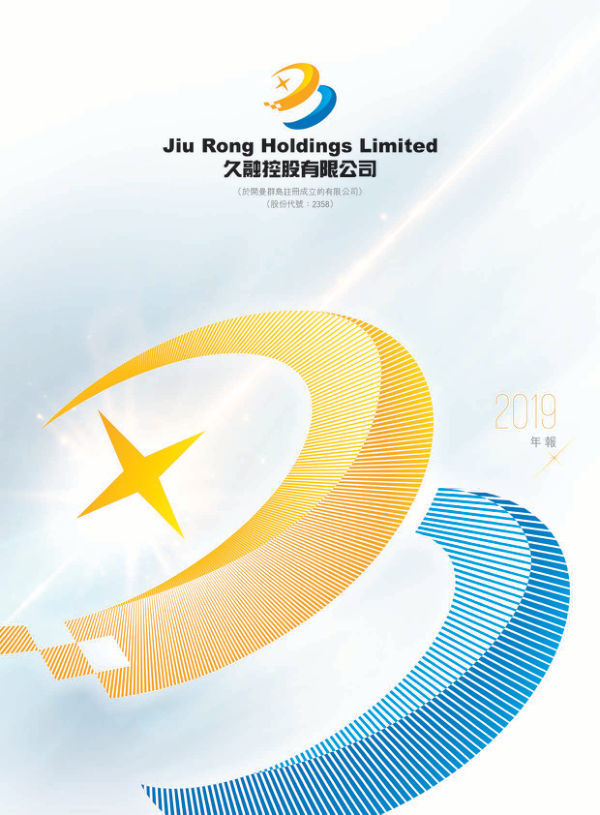 Jiu Rong Holdings Limited
久融控股有限公司
（於開曼群島註冊成立的有限公司）
（股份代號：2358）
2019
年報